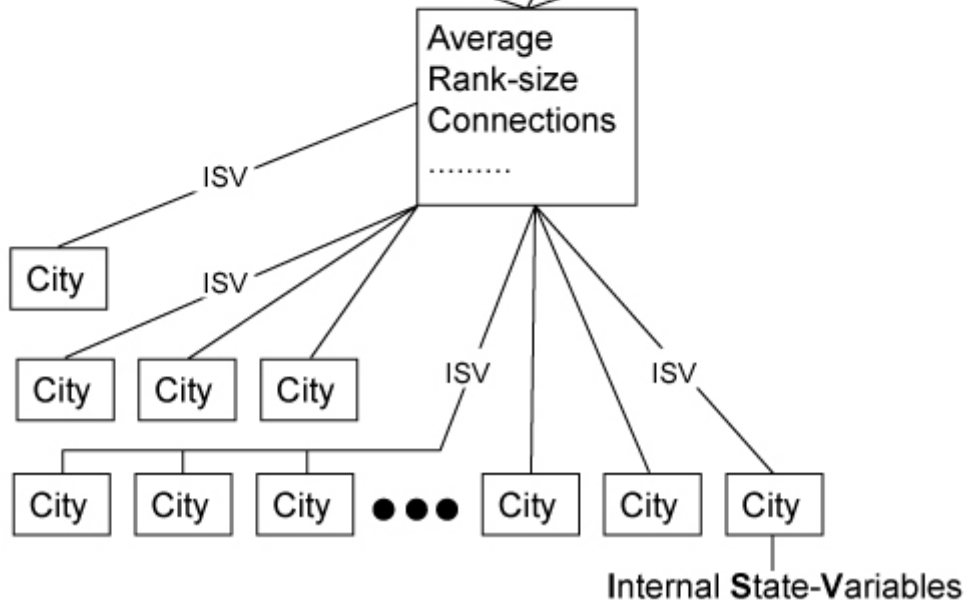 Average
Rank-size
Connections
.........
ISV
City
ISV
City City City
ISV ISV
City City City City City City
Internal State-Variables